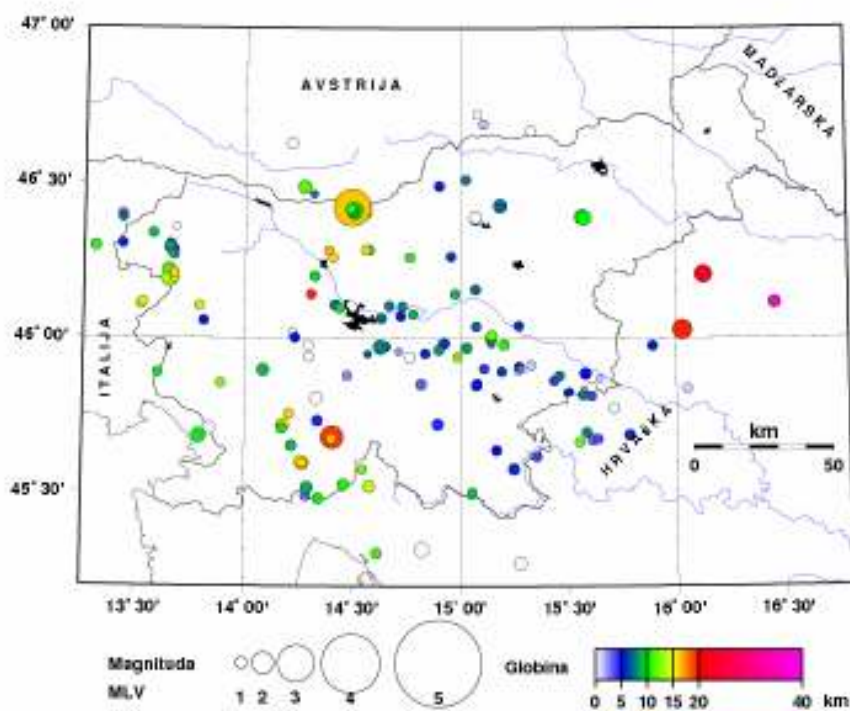 47° 00'
AVSTRIJA
MADŽARSKA
46° 30'
46° 00'
ITALIJA
HRVAŠKA
km
0 50
45° 30'
13° 30' 14° 00' 14° 30' 15° 00' 15° 30' 16° 00' 16° 30'
Magnituda
MLV
1 2 3 4 5
Globina
0 5 10 15 20 40 km